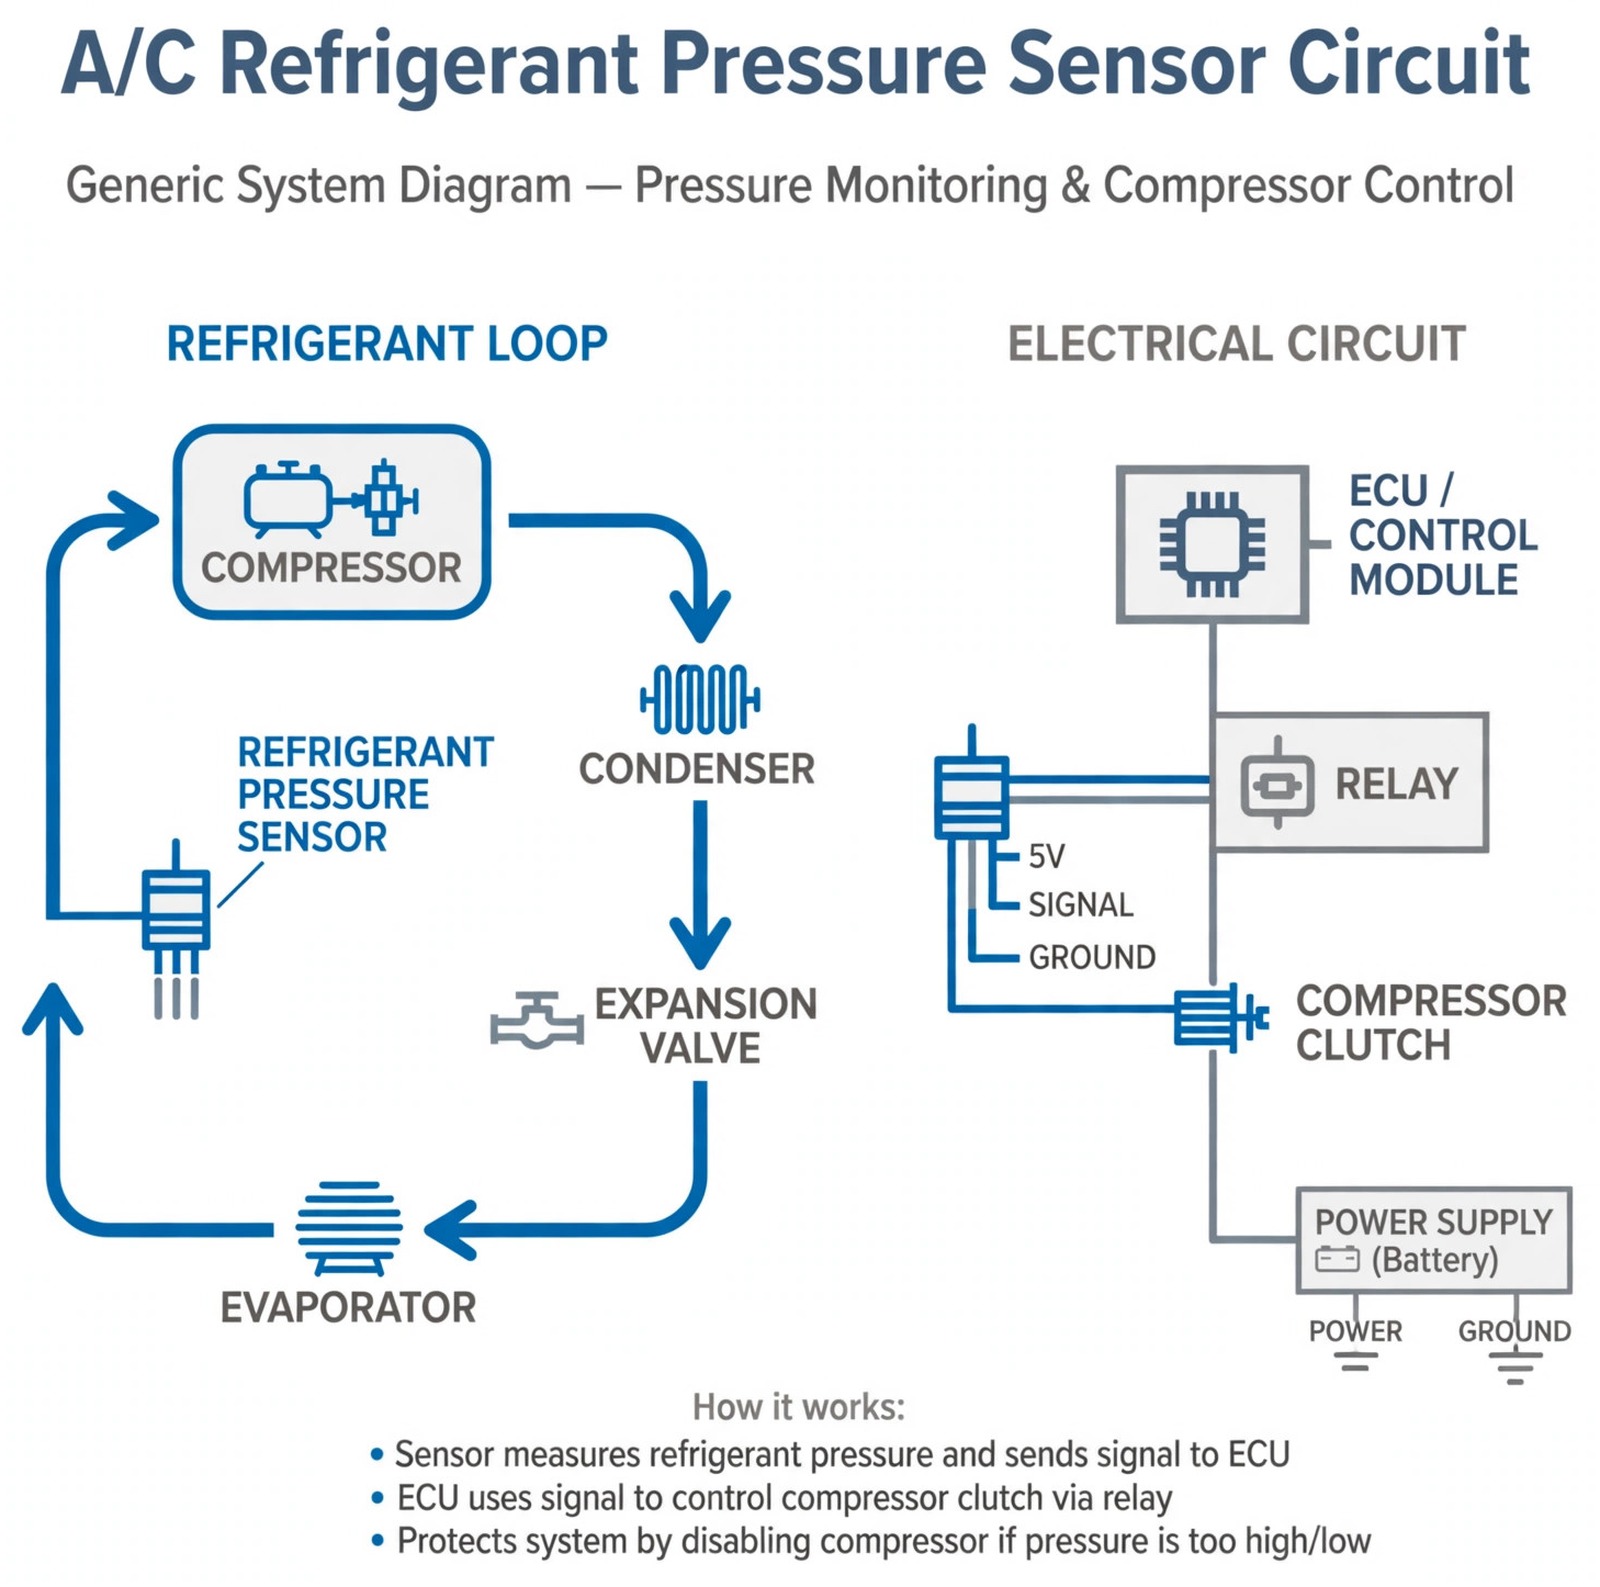 A/C Refrigerant Pressure Sensor Circuit
Generic System Diagram — Pressure Monitoring & Compressor Control
REFRIGERANT LOOP
COMPRESSOR
CONDENSER
REFRIGERANT
PRESSURE
SENSOR
EXPANSION
VALVE
EVAPORATOR
ELECTRICAL CIRCUIT
ECU /
CONTROL
MODULE
RELAY
5V
SIGNAL
GROUND
COMPRESSOR
CLUTCH
POWER SUPPLY
(Battery)
POWER
GROUND
How it works:
• Sensor measures refrigerant pressure and sends signal to ECU
• ECU uses signal to control compressor clutch via relay
• Protects system by disabling compressor if pressure is too high/low